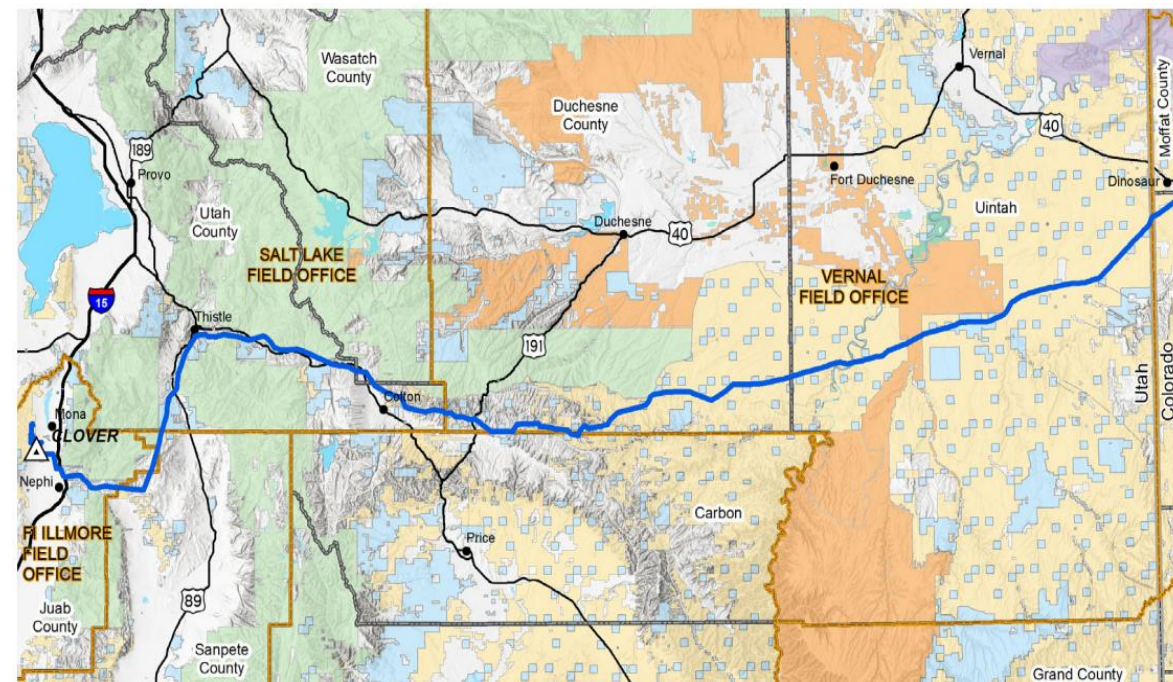 Wasatch
County
Vernal
Moffat County
40
189
Provo
Duchesne
County
Fort Duchesne
Dinosaur
Utah
County
Duchesne
40
Uintah
SALT LAKE
FIELD OFFICE
VERNAL
FIELD OFFICE
15
Thistle
191
Utah
Colorado
Colton
Mona
CLOVER
Nephi
Carbon
FI ILLMORE
FIELD
OFFICE
Price
89
Juab
County
Sanpete
County
Grand County